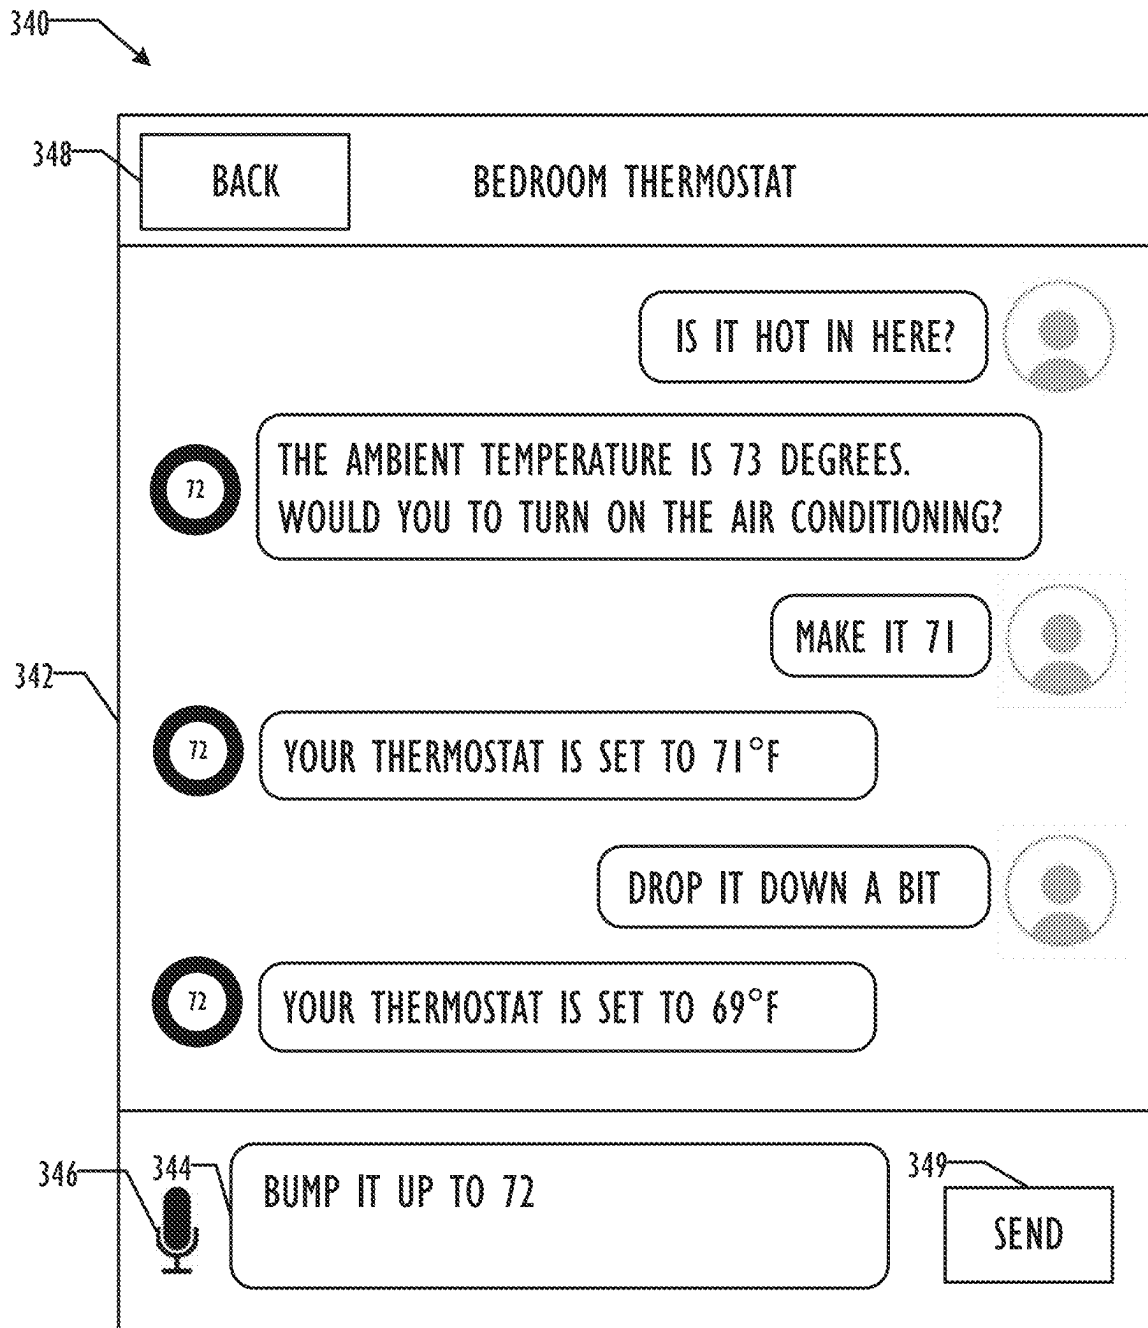 340
348
BACK
BEDROOM THERMOSTAT
IS IT HOT IN HERE?
72
THE AMBIENT TEMPERATURE IS 73 DEGREES.
WOULD YOU TO TURN ON THE AIR CONDITIONING?
MAKE IT 71
342
72
YOUR THERMOSTAT IS SET TO 71°F
DROP IT DOWN A BIT
72
YOUR THERMOSTAT IS SET TO 69°F
346
344
BUMP IT UP TO 72
349
SEND